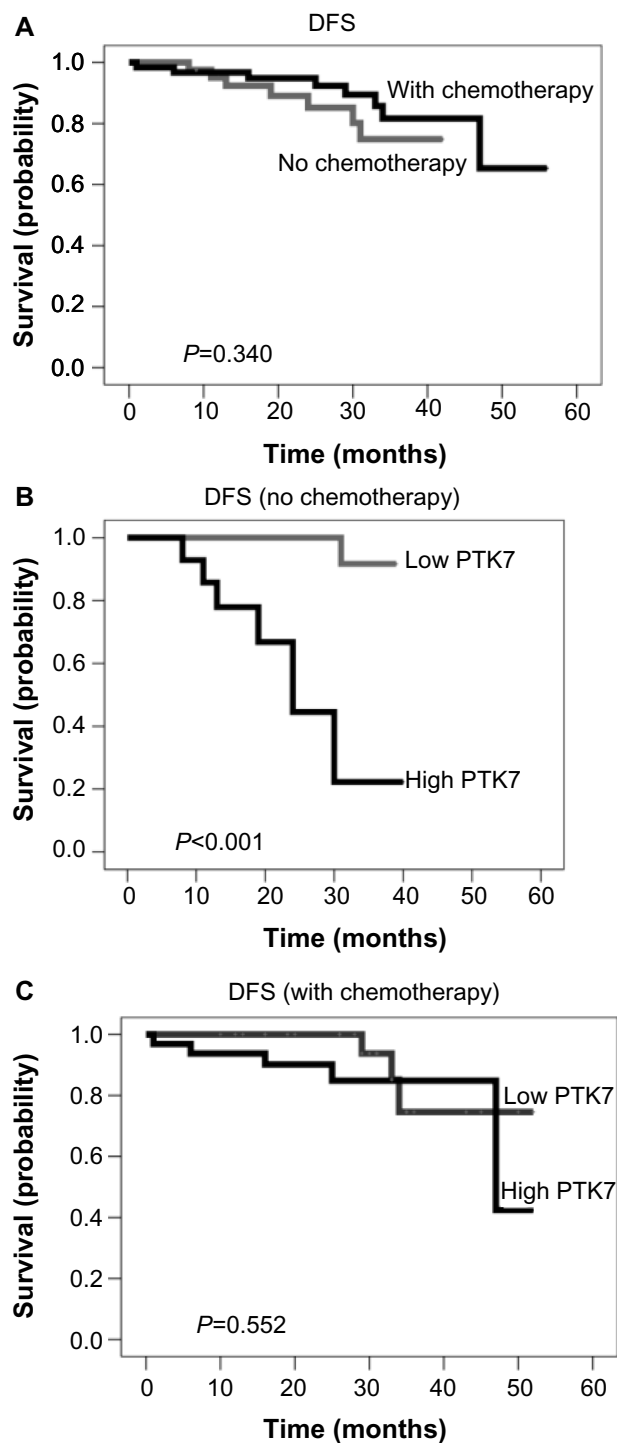 A
DFS
1.0
0.8
0.6
0.4
0.2
0.0
Survival (probability)
With chemotherapy
No chemotherapy
P=0.340
0 10 20 30 40 50 60
Time (months)
B
DFS (no chemotherapy)
1.0
0.8
0.6
0.4
0.2
0.0
Survival (probability)
Low PTK7
High PTK7
P<0.001
0 10 20 30 40 50 60
Time (months)
C
DFS (with chemotherapy)
1.0
0.8
0.6
0.4
0.2
0.0
Survival (probability)
Low PTK7
High PTK7
P=0.552
0 10 20 30 40 50 60
Time (months)